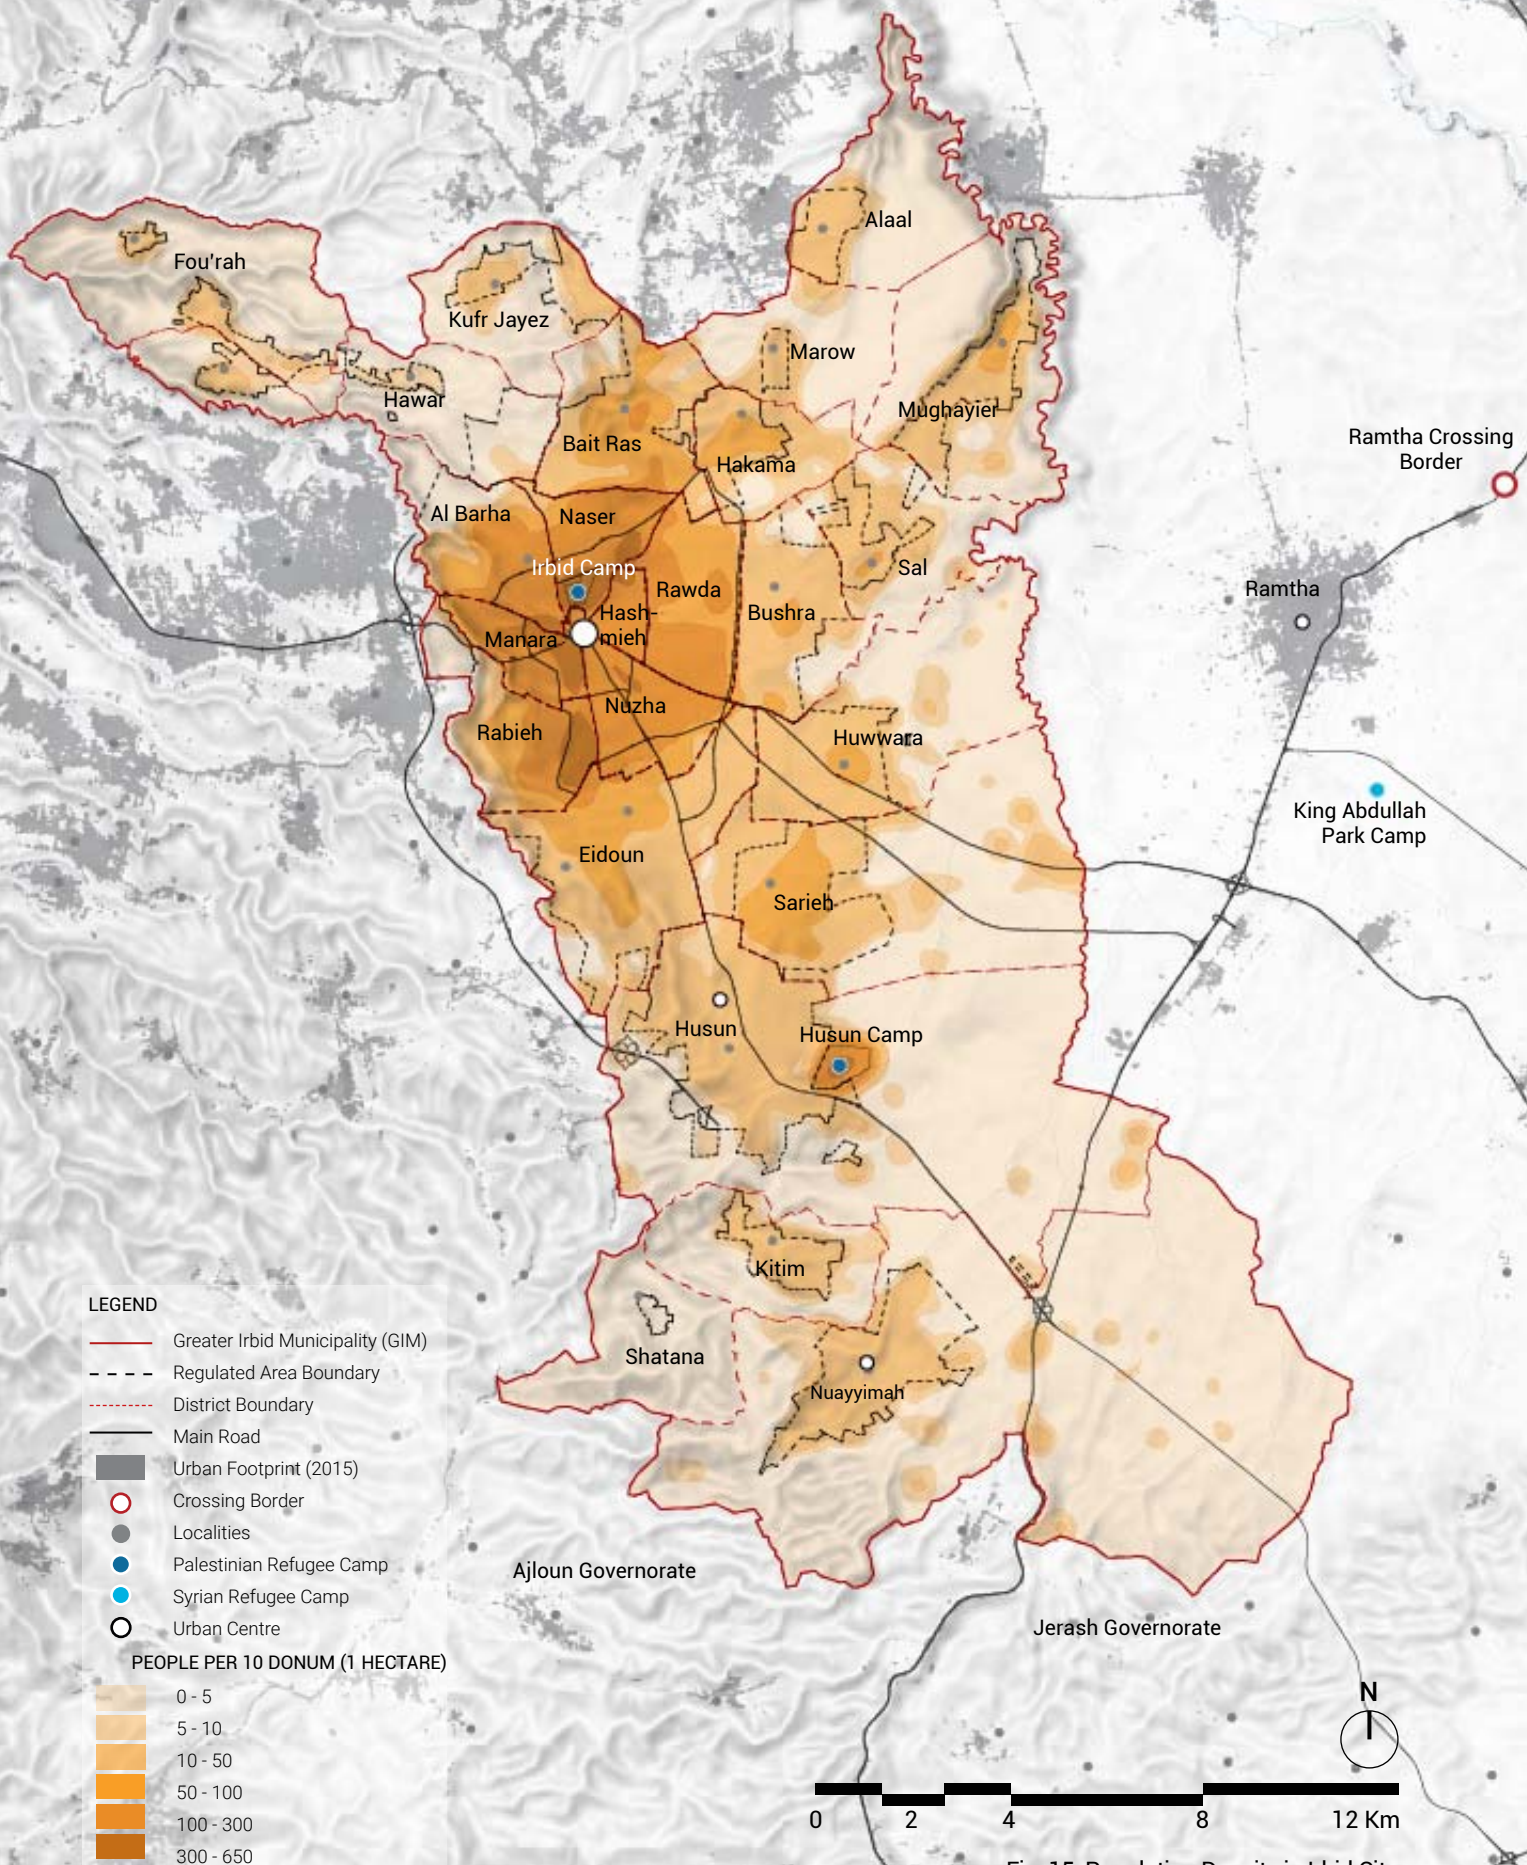 Alaal
Fou'rah
Kufr Jayez
Marow
Hawar
Mughayier
Bait Ras
Hakama
Ramtha Crossing
Border
Al Barha
Naser
Irbid Camp
Sal
Rawda
Ramtha
Hash-
mieh
Bushra
Manara
Nuzha
Rabieh
Huwwara
King Abdullah
Park Camp
Eidoun
Sarieh
Husun
Husun Camp
Kitim
Shatana
Nuayyimah
LEGEND
Greater Irbid Municipality (GIM)
Regulated Area Boundary
District Boundary
Main Road
Urban Footprint (2015)
Crossing Border
Localities
Palestinian Refugee Camp
Syrian Refugee Camp
Urban Centre
PEOPLE PER 10 DONUM (1 HECTARE)
0 - 5
5 - 10
10 - 50
50 - 100
100 - 300
300 - 650
Ajloun Governorate
Jerash Governorate
N
0 2 4 8 12 Km